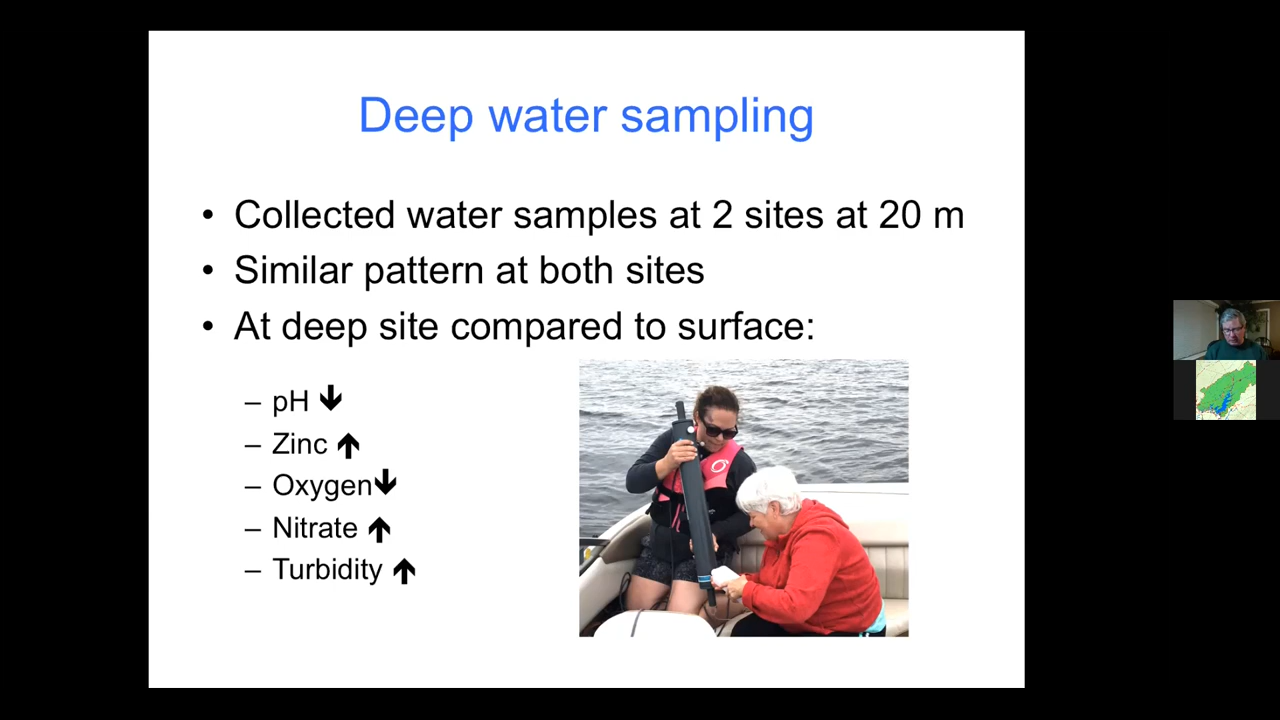 Deep water sampling
• Collected water samples at 2 sites at 20 m
• Similar pattern at both sites
• At deep site compared to surface:
– pH 🡻
– Zinc 🡹
– Oxygen🡻
– Nitrate 🡹
– Turbidity 🡹